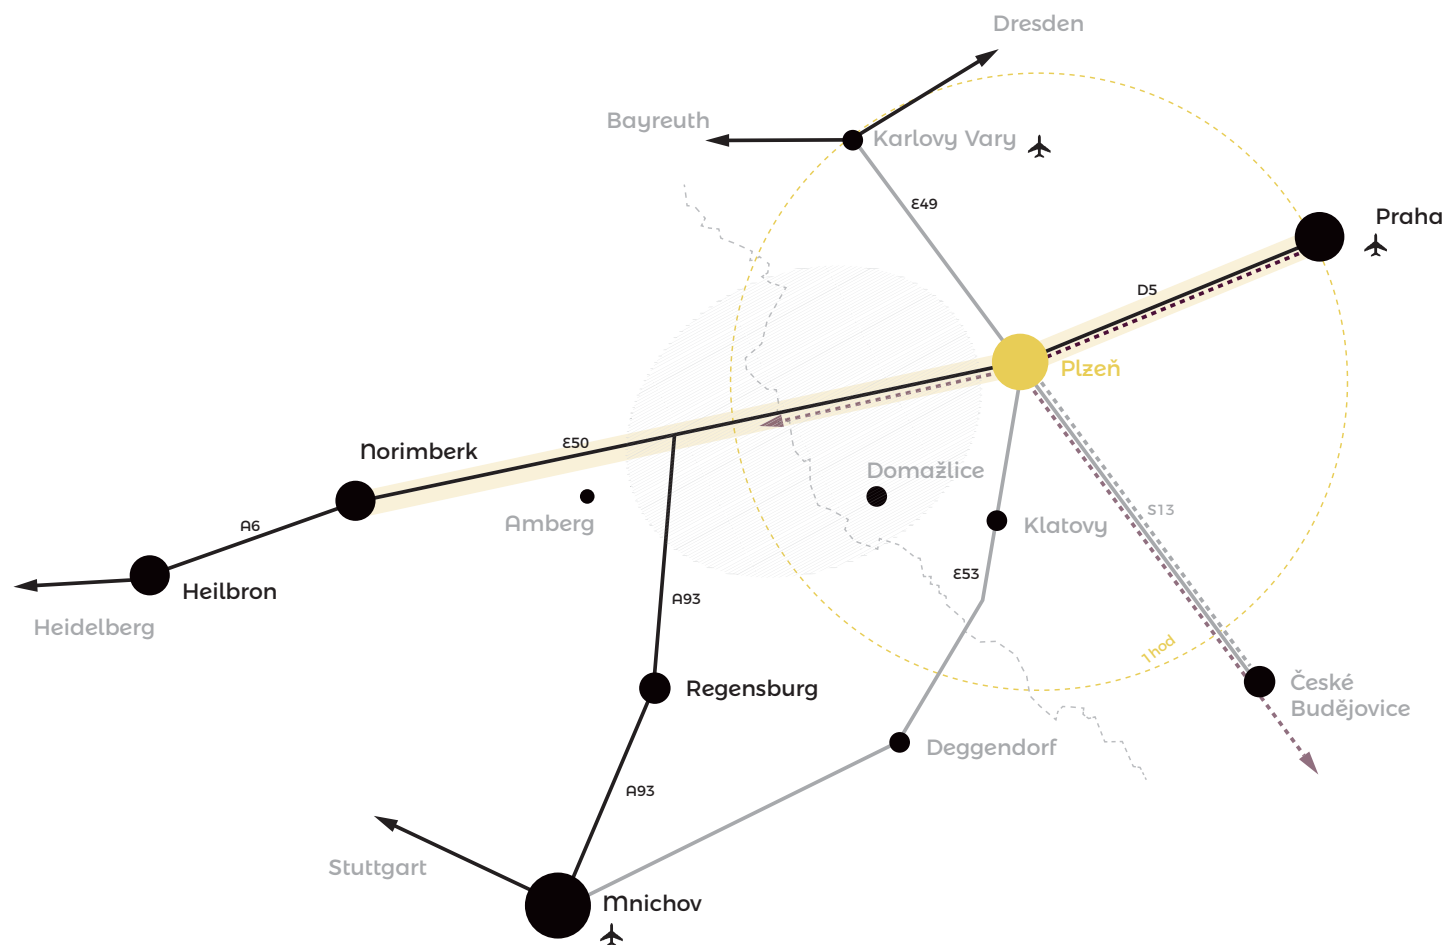 Dresden
Bayreuth
Karlovy Vary
E49
Praha
D5
Plzeň
Norimberk
E50
Domažlice
Amberg
S13
A6
Klatovy
E53
Heilbron
A93
Heidelberg
1 hod
Regensburg
České
Budějovice
Deggendorf
A93
Stuttgart
Mnichov